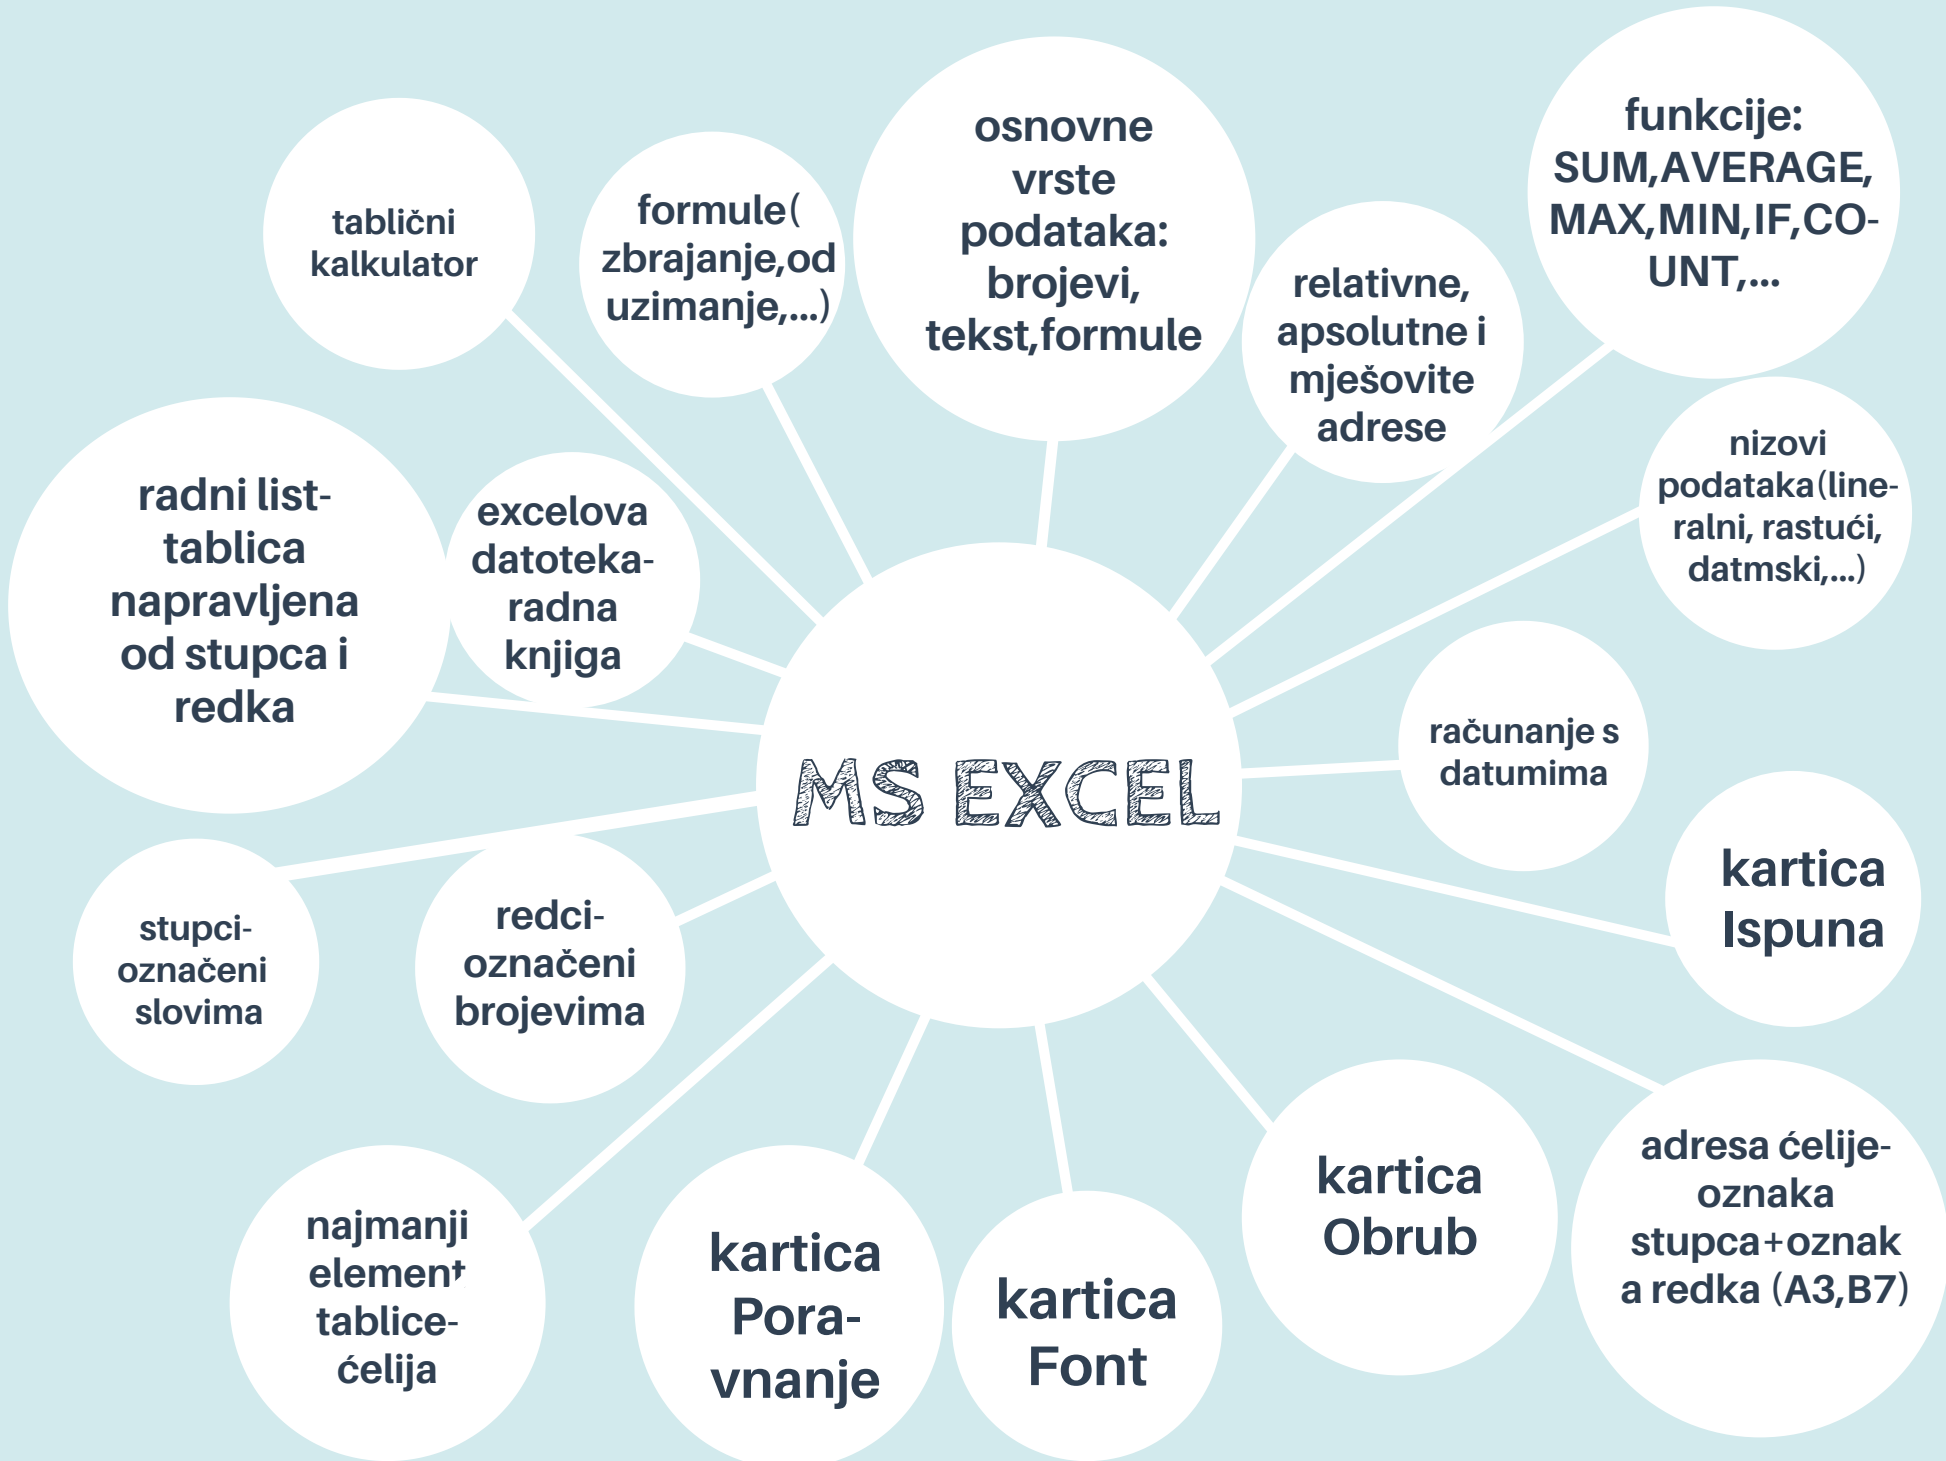 tablični
kalkulator
formule(
zbrajanje,od
uzimanje,...)
osnovne
vrste
podataka:
brojevi,
tekst,formule
relativne,
apsolutne i
mješovite
adrese
funkcije:
SUM,AVERAGE,
MAX,MIN,IF,CO-
UNT,...
radni list-
tablica
napravljena
od stupca i
redka
excelova
datoteka-
radna
knjiga
nizovi
podataka(line-
ralni, rastući,
datmski,...)
MS EXCEL
računanje s
datumima
kartica
Ispuna
stupci-
označeni
slovima
redci-
označeni
brojevima
najmanji
element
tablice-
ćelija
kartica
Pora-
vnanje
kartica
Font
kartica
Obrub
adresa ćelije-
oznaka
stupca+oznak
a redka (A3,B7)